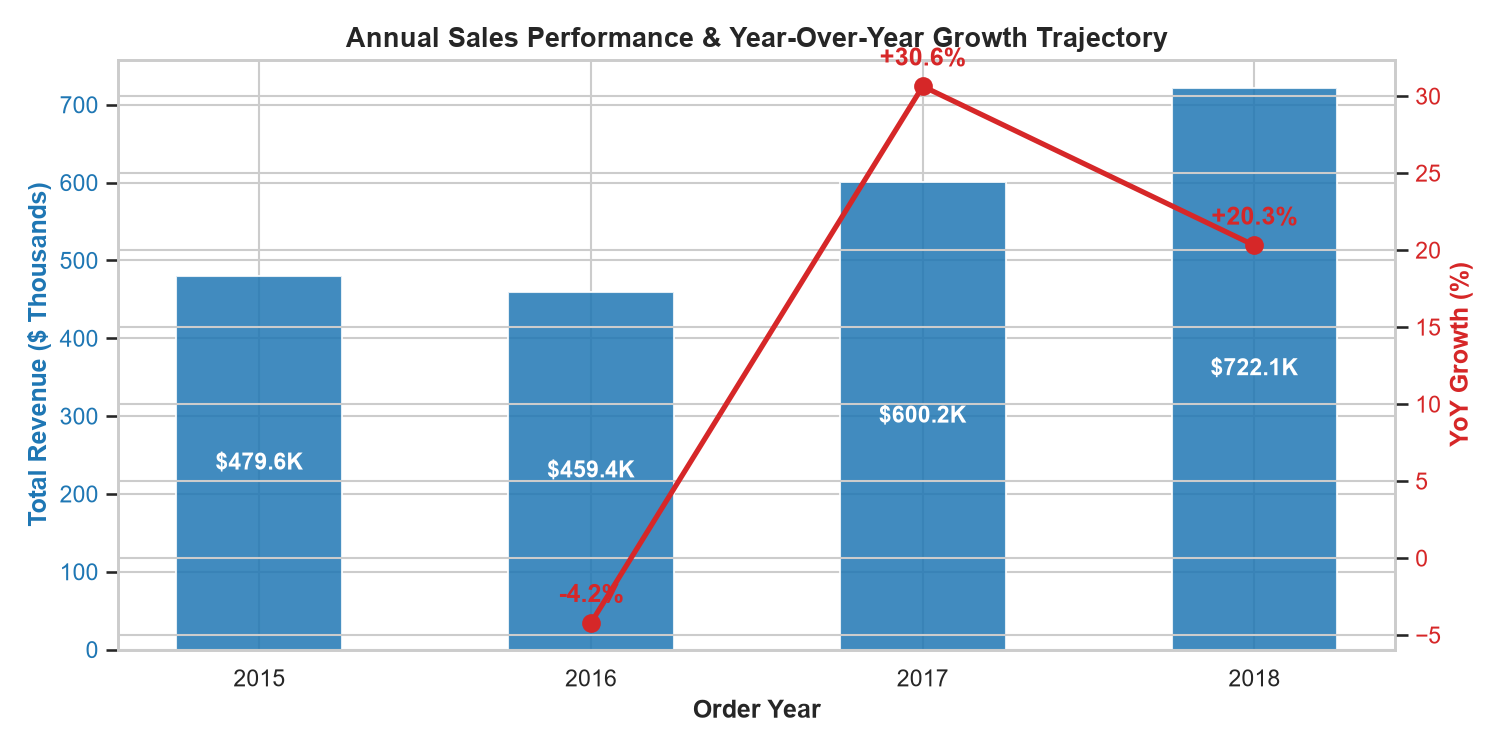 Annual Sales Performance & Year-Over-Year Growth Trajectory
Total Revenue ($ Thousands)
700
600
500
400
300
200
100
0
$479.6K
$459.4K
$600.2K
$722.1K
-4.2%
+30.6%
+20.3%
30
25
20
15
10
5
0
−5
YoY Growth (%)
2015
2016
2017
2018
Order Year